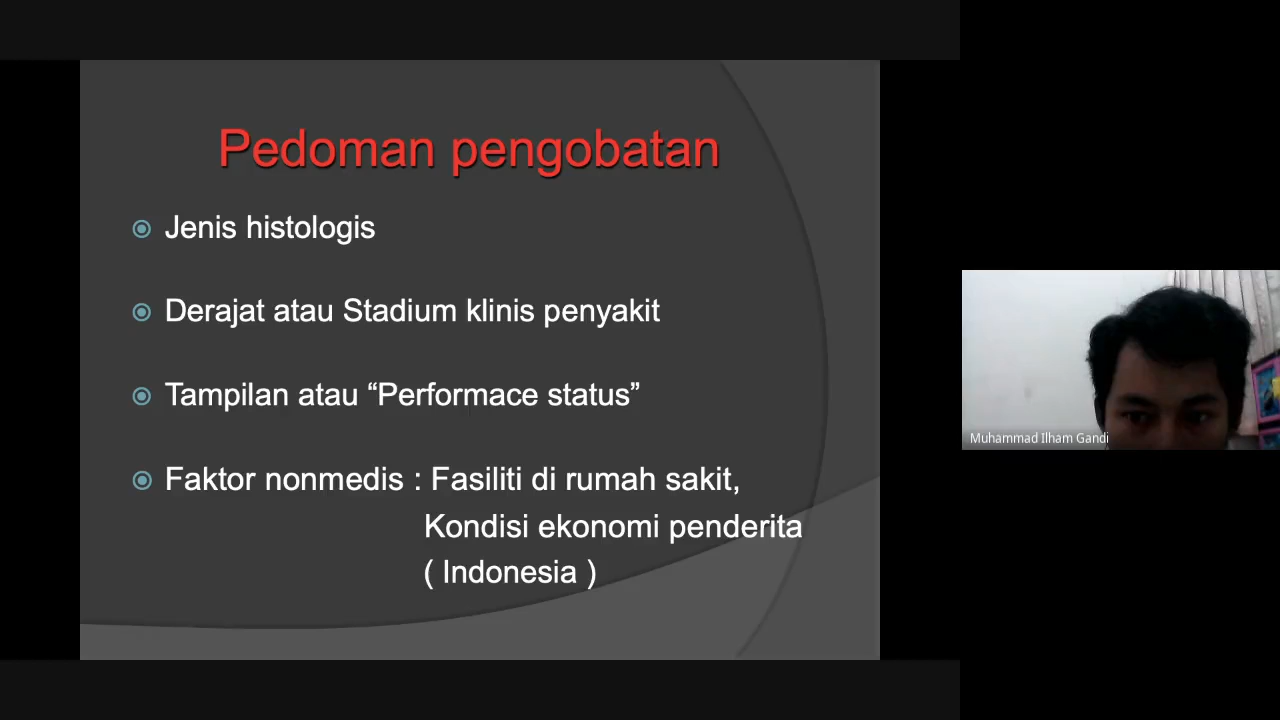 Pedoman pengobatan
Jenis histologis
Derajat atau Stadium klinis penyakit
Tampilan atau “Performace status”
Faktor nonmedis : Fasiliti di rumah sakit,
Kondisi ekonomi penderita
( Indonesia )
Muhammad Ilham Gandi